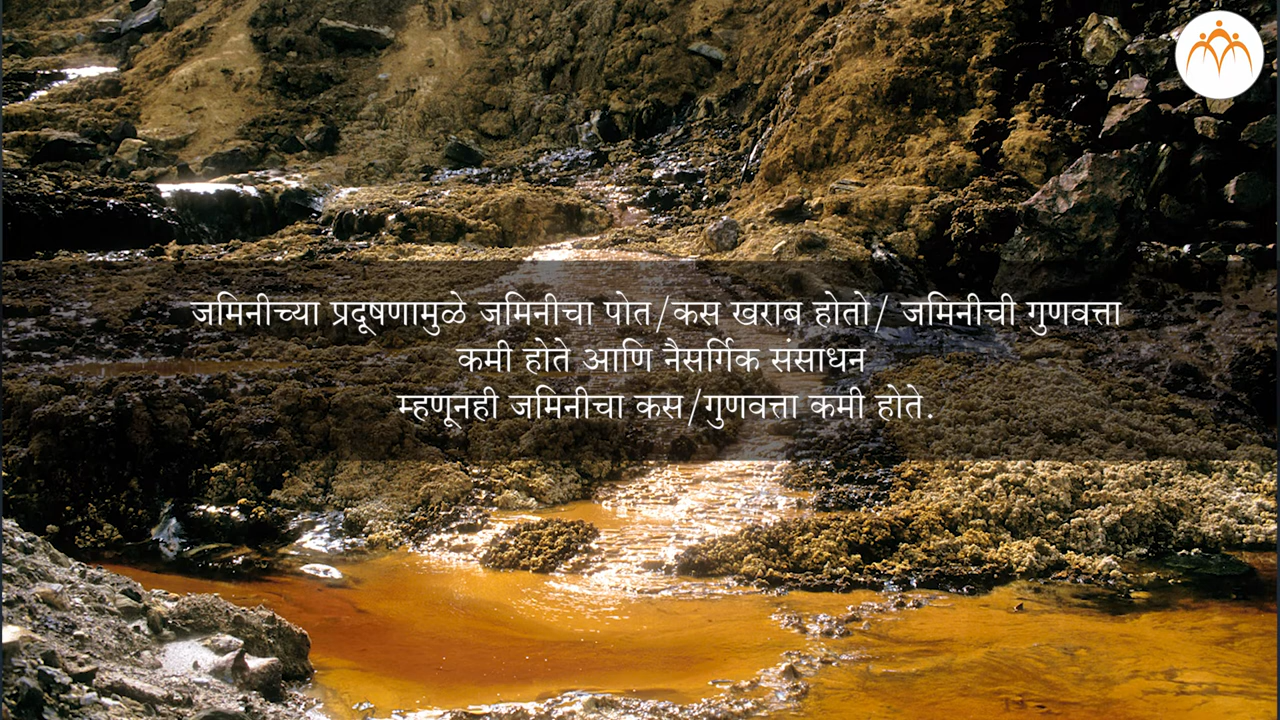 जमिनीच्या प्रदूषणामुळे जमिनीचा पोत/कस खराब होतो/ जमिनीची गुणवत्ता
कमी होते आणि नैसर्गिक संसाधन
म्हणूनही जमिनीचा कस/गुणवत्ता कमी होते.